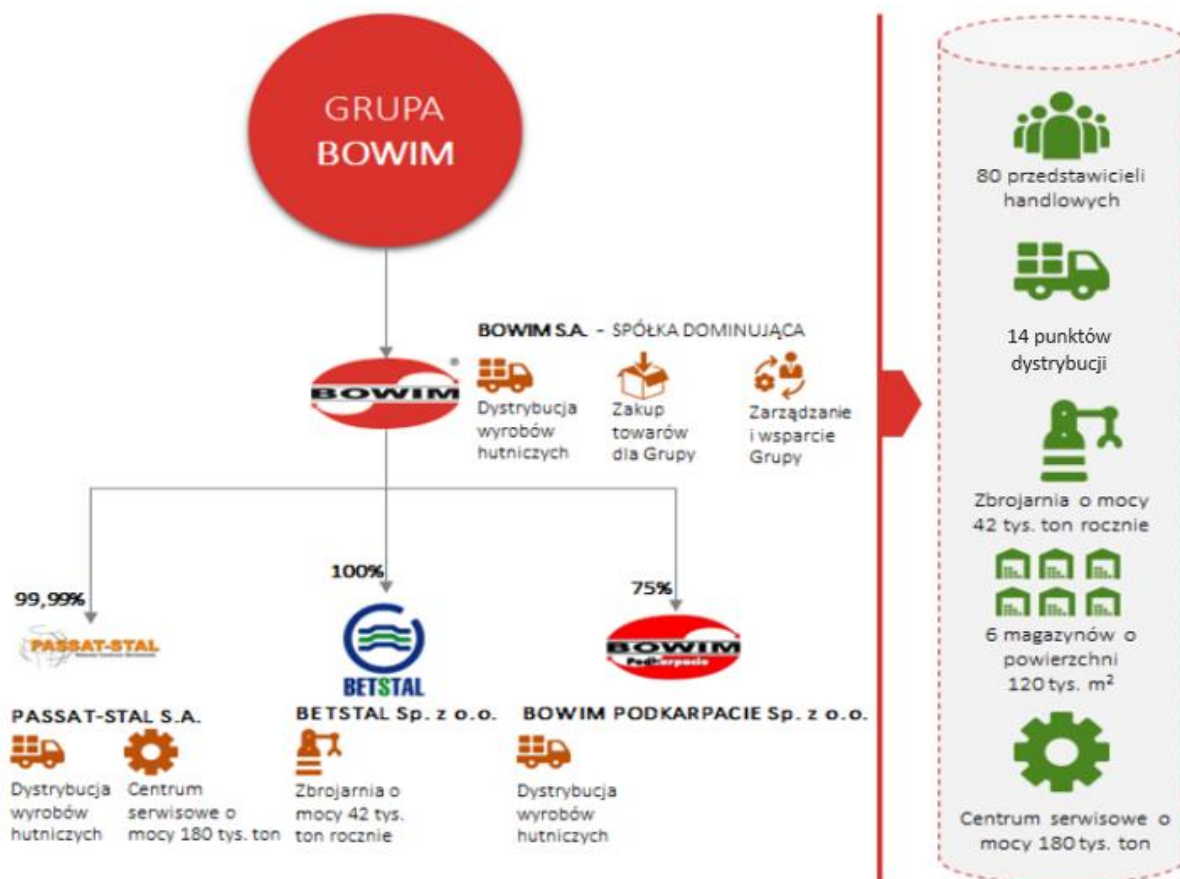 GRUPA
BOWIM
BOWIM S.A. - SPÓŁKA DOMINUJĄCA
BOWIM
®
Dystrybucja
wyrobów
hutniczych
Zakup
towarów
dla Grupy
Zarządzanie
i wsparcie
Grupy
99,99%
100%
75%
PASSAT-STAL
BETSTAL
BOWIM
Podkarpacie
PASSAT-STAL S.A.
Dystrybucja
wyrobów
hutniczych
Centrum
serwisowe o
mocy 180 tys. ton
BETSTAL Sp. z o.o.
Zbrojarnia o
mocy 42 tys.
ton rocznie
BOWIM PODKARPACIE Sp. z o.o.
Dystrybucja
wyrobów
hutniczych
80 przedstawicieli
handlowych
14 punktów
dystrybucji
Zbrojarnia o mocy
42 tys. ton rocznie
6 magazynów o
powierzchni
120 tys. m²
Centrum serwisowe o
mocy 180 tys. ton